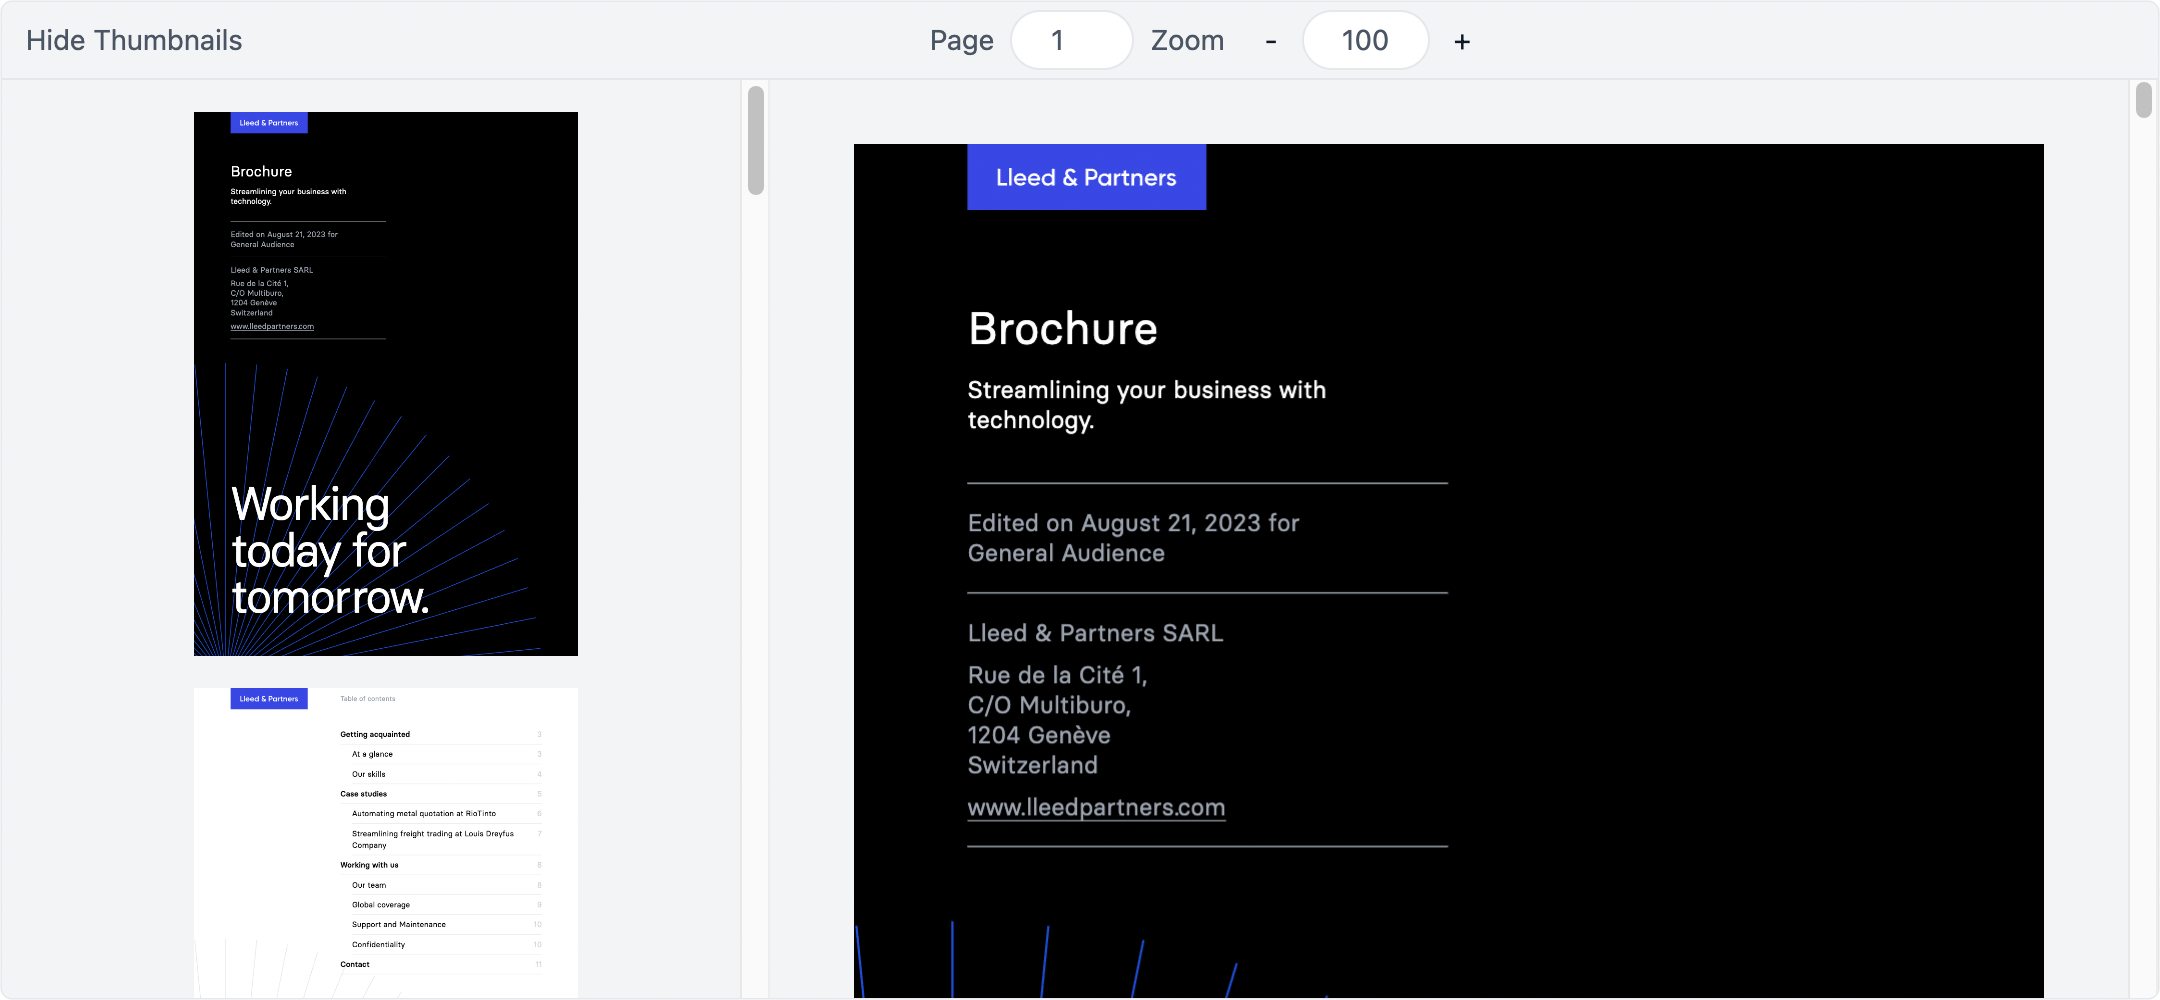 Hide Thumbnails
Page 1 Zoom - 100 +
Lleed & Partners
Brochure
Streamlining your business with
technology.
Edited on August 21, 2023 for
General Audience
Lleed & Partners SARL
Rue de la Cité 1,
C/O Multiburo,
1204 Genève
Switzerland
www.lleedpartners.com
Working
today for
tomorrow.
Lleed & Partners
Table of contents
Getting acquainted 3
At a glance 3
Our skills 4
Case studies 5
Automating metal quotation at RioTinto 6
Streamlining freight trading at Louis Dreyfus 7
Company
Working with us 8
Our team 8
Global coverage 9
Support and Maintenance 10
Confidentiality 10
Contact 11
Lleed & Partners
Brochure
Streamlining your business with
technology.
Edited on August 21, 2023 for
General Audience
Lleed & Partners SARL
Rue de la Cité 1,
C/O Multiburo,
1204 Genève
Switzerland
www.lleedpartners.com